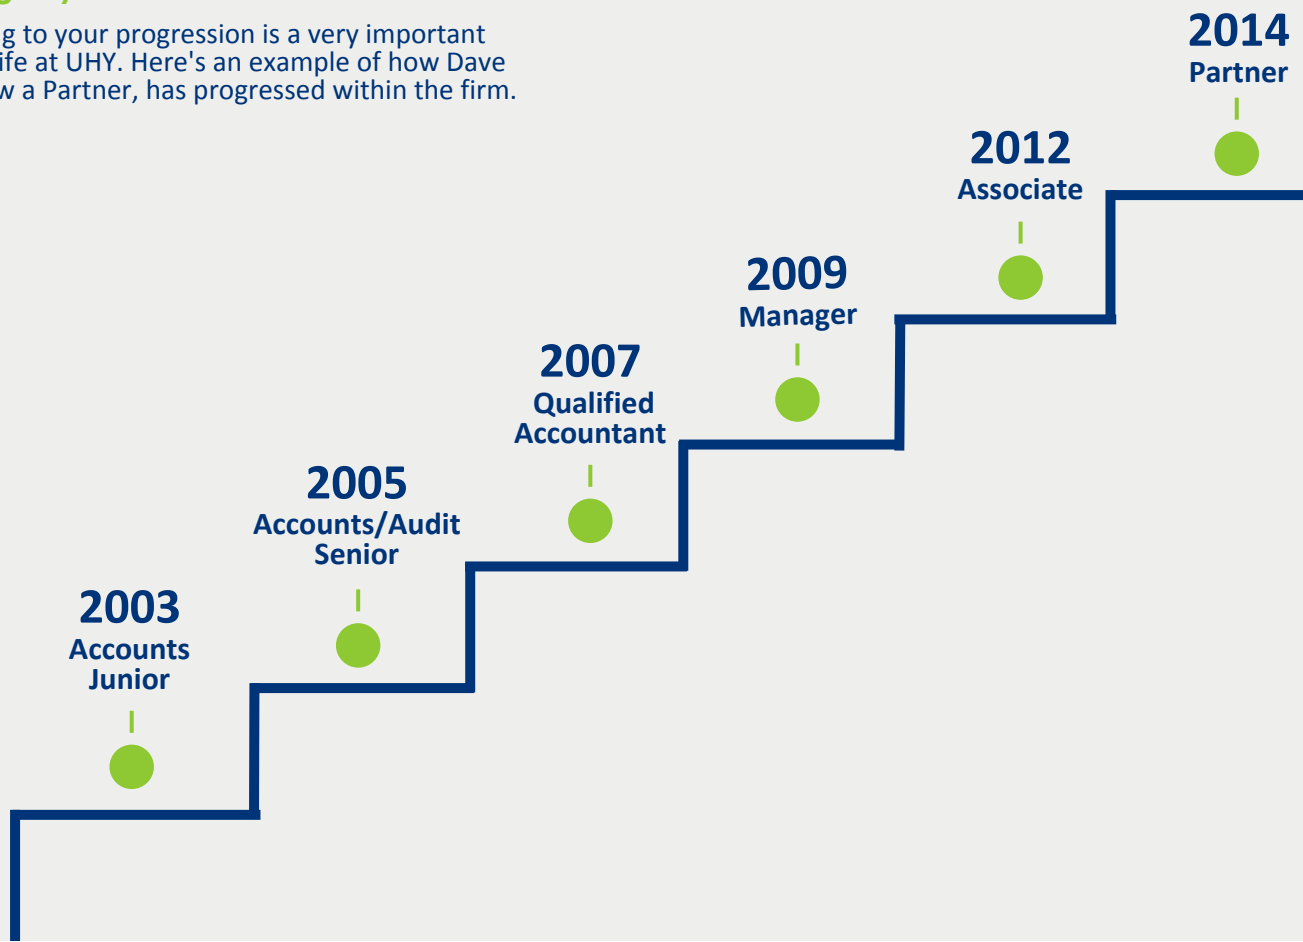 g to your progression is a very important
ife at UHY. Here's an example of how Dave
w a Partner, has progressed within the firm.
2014
Partner
2012
Associate
2009
Manager
2007
Qualified
Accountant
2005
Accounts/Audit
Senior
2003
Accounts
Junior